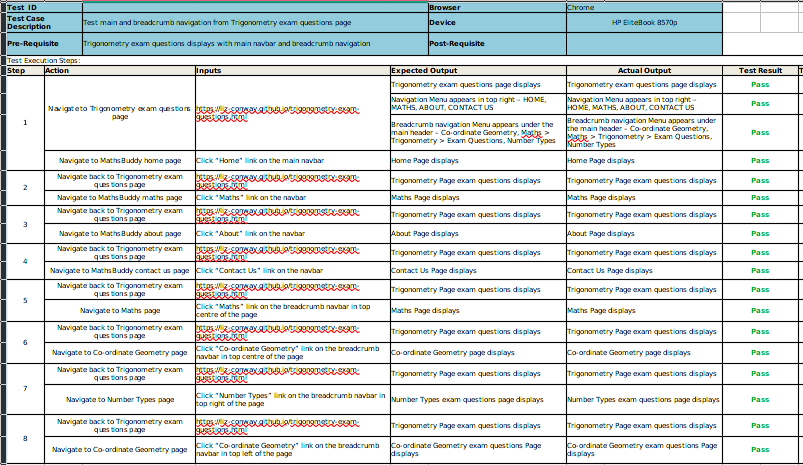 Test ID
Browser
Chrome
Test Case Description
Test main and breadcrumb navigation from Trigonometry exam questions page
Device
HP EliteBook 8570p
Pre-Requisite
Trigonometry exam questions displays with main navbar and breadcrumb navigation
Post-Requisite
Test Execution Steps:
Step
Action
Inputs
Expected Output
Actual Output
Test Result
1
Navigate to Trigonometry exam questions page
https://liz-conway.github.io/trigonometry-exam-questions.html
Trigonometry exam questions Page displays
Trigonometry exam questions Page displays
Pass
Navigation Menu appears in top right – HOME, MATHS, ABOUT, CONTACT US
Navigation Menu appears in top right – HOME, MATHS, ABOUT, CONTACT US
Pass
Breadcrumb navigation Menu appears under the main header – Co-ordinate Geometry, Maths > Trigonometry > Exam Questions, Number Types
Breadcrumb navigation Menu appears under the main header – Co-ordinate Geometry, Maths > Trigonometry > Exam Questions, Number Types
Pass
Navigate to MathsBuddy home page
Click “Home” link on the main navbar
Home Page displays
Home Page displays
Pass
2
Navigate back to Trigonometry exam questions page
https://liz-conway.github.io/trigonometry-exam-questions.html
Trigonometry Page exam questions displays
Trigonometry Page exam questions displays
Pass
Navigate to MathsBuddy maths page
Click “Maths” link on the navbar
Maths Page displays
Maths Page displays
Pass
3
Navigate back to Trigonometry exam questions page
https://liz-conway.github.io/trigonometry-exam-questions.html
Trigonometry Page exam questions displays
Trigonometry Page exam questions displays
Pass
Navigate to MathsBuddy about page
Click “About” link on the navbar
About Page displays
About Page displays
Pass
4
Navigate back to Trigonometry exam questions page
https://liz-conway.github.io/trigonometry-exam-questions.html
Trigonometry Page exam questions displays
Trigonometry Page exam questions displays
Pass
Navigate to MathsBuddy contact us page
Click “Contact Us” link on the navbar
Contact Us Page displays
Contact Us Page displays
Pass
5
Navigate back to Trigonometry exam questions page
https://liz-conway.github.io/trigonometry-exam-questions.html
Trigonometry Page exam questions displays
Trigonometry Page exam questions displays
Pass
Navigate to Maths page
Click “Maths” link on the breadcrumb navbar in top centre of the page
Maths Page displays
Maths Page displays
Pass
6
Navigate back to Trigonometry exam questions page
https://liz-conway.github.io/trigonometry-exam-questions.html
Trigonometry Page exam questions displays
Trigonometry Page exam questions displays
Pass
Navigate to Co-ordinate Geometry page
Click “Co-ordinate Geometry” link on the breadcrumb navbar in top centre of the page
Co-ordinate Geometry page displays
Co-ordinate Geometry page displays
Pass
7
Navigate back to Trigonometry exam questions page
https://liz-conway.github.io/trigonometry-exam-questions.html
Trigonometry Page exam questions displays
Trigonometry Page exam questions displays
Pass
Navigate to Number Types page
Click “Number Types” link on the breadcrumb navbar in top right of the page
Number Types exam questions page displays
Number Types exam questions page displays
Pass
8
Navigate back to Trigonometry exam questions page
https://liz-conway.github.io/trigonometry-exam-questions.html
Trigonometry Page exam questions displays
Trigonometry Page exam questions displays
Pass
Navigate to Co-ordinate Geometry page
Click “Co-ordinate Geometry” link on the breadcrumb navbar in top left of the page
Co-ordinate Geometry exam questions Page displays
Co-ordinate Geometry exam questions Page displays
Pass